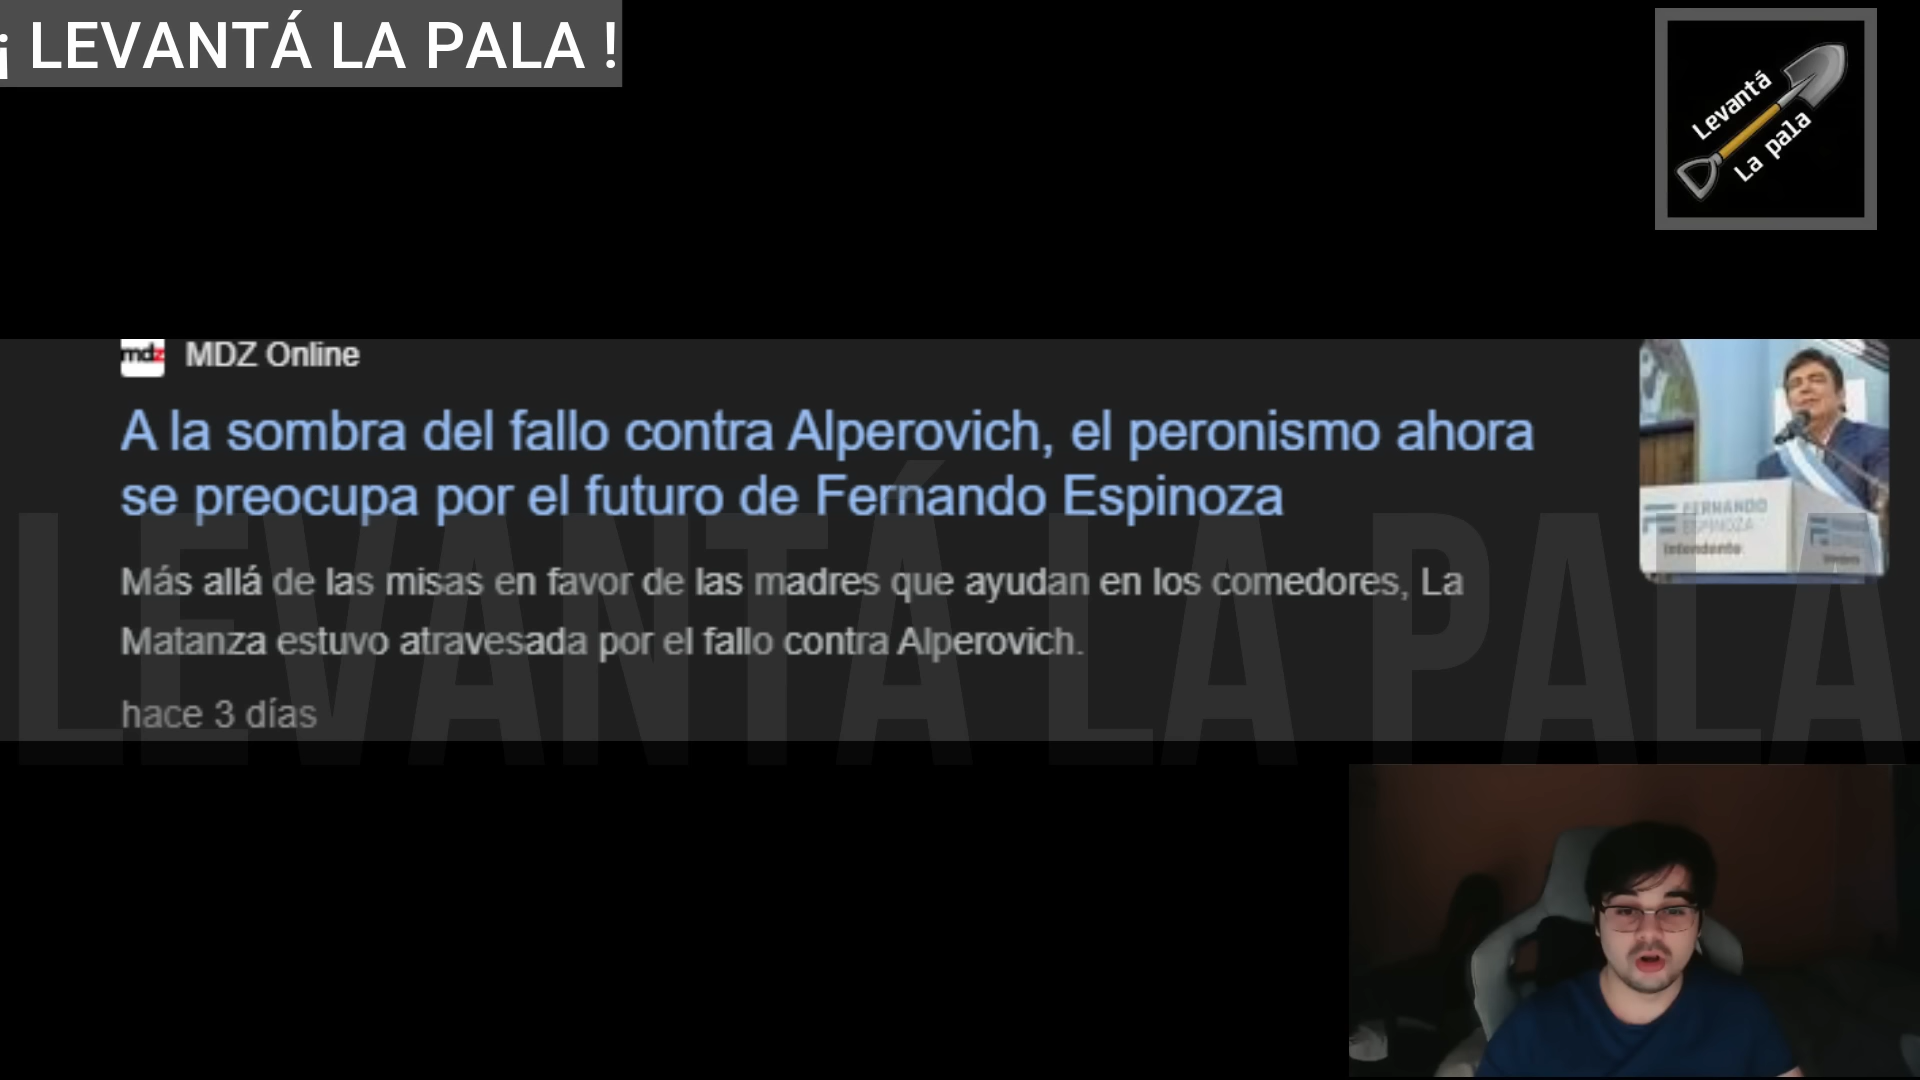 ¡ LEVANTÁ LA PALA !
Levantá
La pala
mdz
MDZ Online
A la sombra del fallo contra Alperovich, el peronismo ahora
se preocupa por el futuro de Fernando Espinoza
FERNANDO
ESPINOZA
Intendente
Más allá de las misas en favor de las madres que ayudan en los comedores, La
Matanza estuvo atravesada por el fallo contra Alperovich.
hace 3 días
LEVANTÁ LA PALA